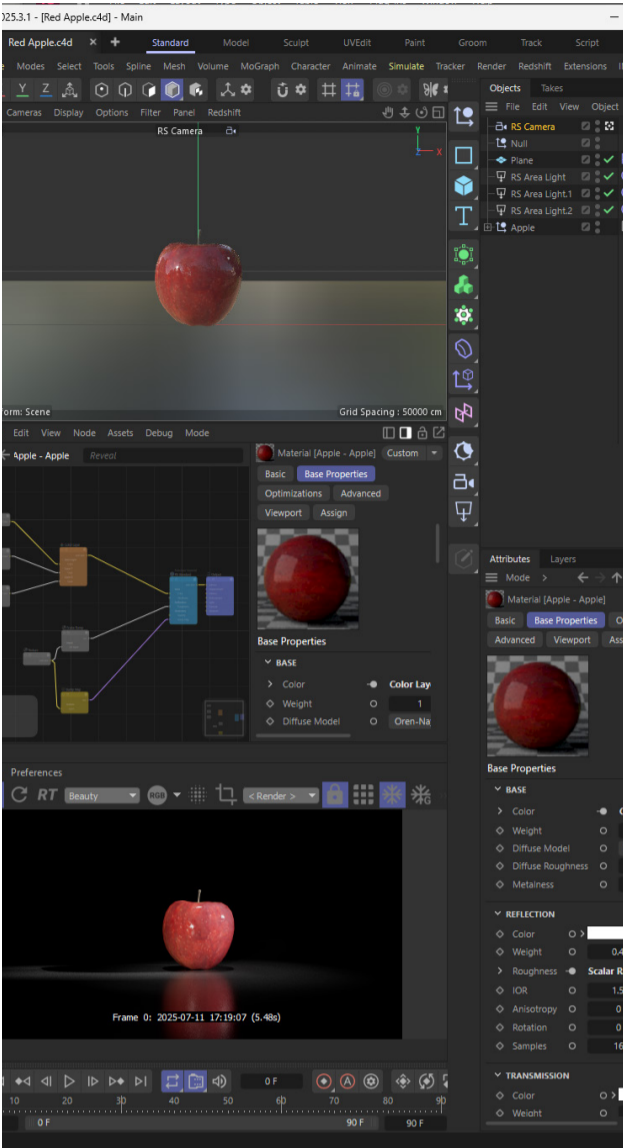 025.3.1 - [Red Apple.c4d] - Main
Red Apple.c4d × + Standard Model Sculpt UVEdit Paint Groom Track Script
Modes Select Tools Spline Mesh Volume MoGraph Character Animate Simulate Tracker Render Redshift Extensions
Y Z
Objects Takes
File Edit View Object
Cameras Display Options Filter Panel Redshift
RS Camera
Y
X
Z
RS Camera
Null
Plane
RS Area Light
RS Area Light.1
RS Area Light.2
Apple
form: Scene
Grid Spacing : 50000 cm
Edit View Node Assets Debug Mode
Apple - Apple
Reveal
Material [Apple - Apple]
Custom
Basic Base Properties
Optimizations Advanced
Viewport Assign
Base Properties
BASE
Color Color Lay
Weight 1
Diffuse Model Oren-Na
Preferences
RT Beauty RGB < Render > G
Frame 0: 2025-07-11 17:19:07 (5.48s)
A
0 F
10 20 30 40 50 60 70 80 90
0 F 90 F 90 F
Attributes Layers
Mode
Material [Apple - Apple]
Basic Base Properties O
Advanced Viewport Ass
Base Properties
BASE
Color
Weight
Diffuse Model
Diffuse Roughness
Metalness
REFLECTION
Color
Weight 0.4
Roughness Scalar R
IOR 1.5
Anisotropy 0
Rotation 0
Samples 16
TRANSMISSION
Color
Weight